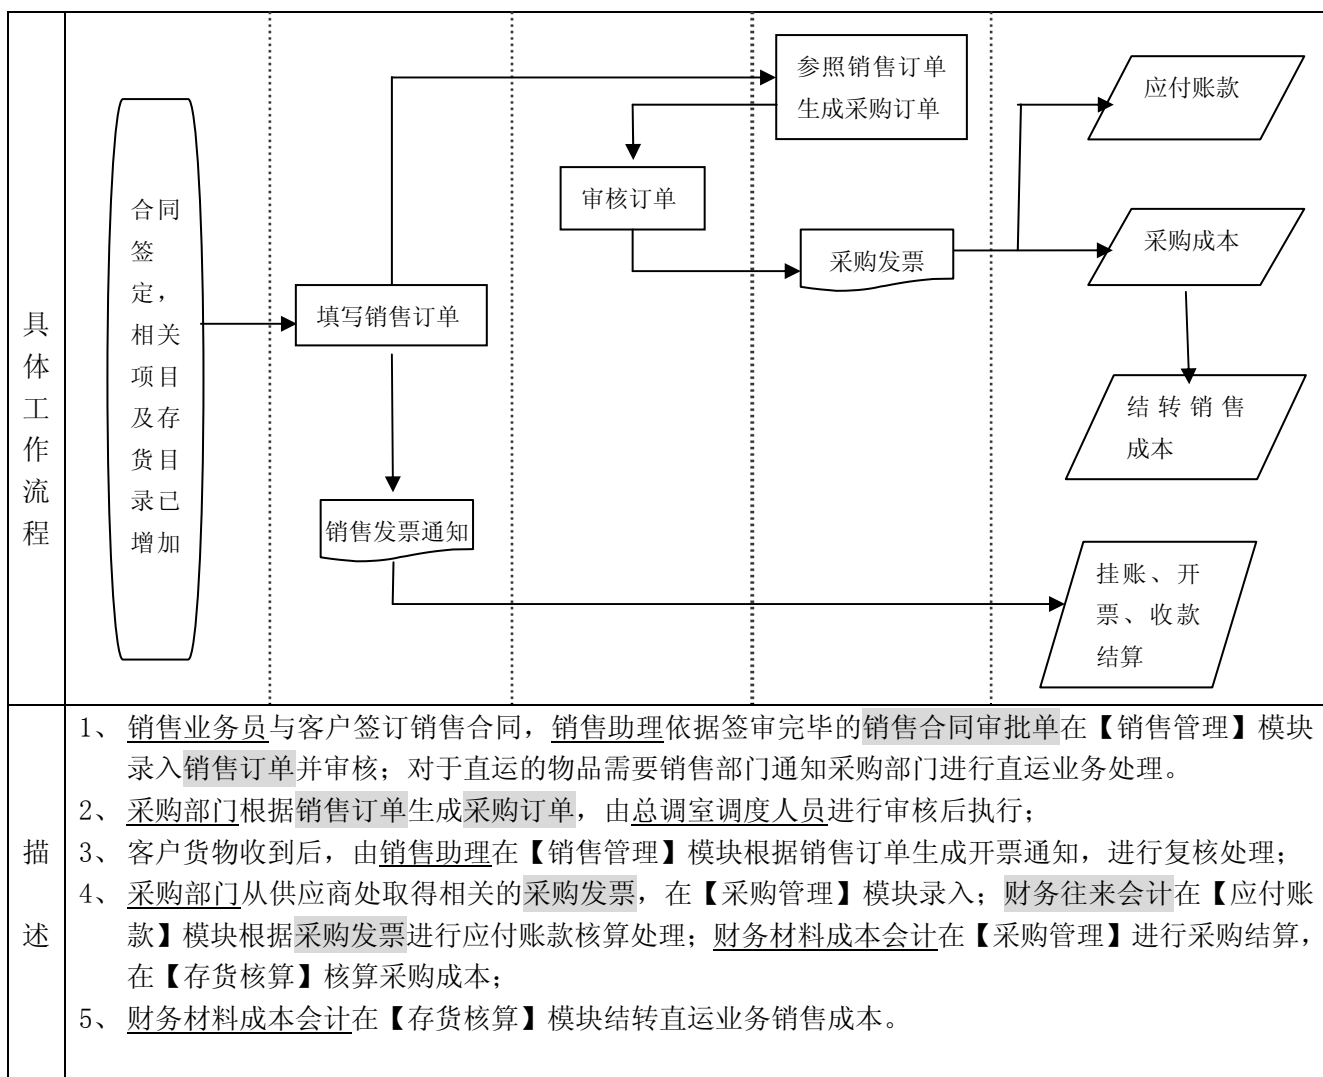 参照销售订单
生成采购订单
应付账款
审核订单
合同
签
定，
相关
项目
及存
货目
录已
增加
采购发票
采购成本
填写销售订单
结转销售
成本
销售发票通知
挂账、开
票、收款
结算
具
体
工
作
流
程
1、 销售业务员与客户签订销售合同，销售助理依据签审完毕的销售合同审批单在【销售管理】模块
录入销售订单并审核；对于直运的物品需要销售部门通知采购部门进行直运业务处理。
2、 采购部门根据销售订单生成采购订单，由总调室调度人员进行审核后执行；
3、 客户货物收到后，由销售助理在【销售管理】模块根据销售订单生成开票通知，进行复核处理；
4、 采购部门从供应商处取得相关的采购发票，在【采购管理】模块录入；财务往来会计在【应付账
款】模块根据采购发票进行应付账款核算处理；财务材料成本会计在【采购管理】进行采购结算，
在【存货核算】核算采购成本；
5、 财务材料成本会计在【存货核算】模块结转直运业务销售成本。
描
述